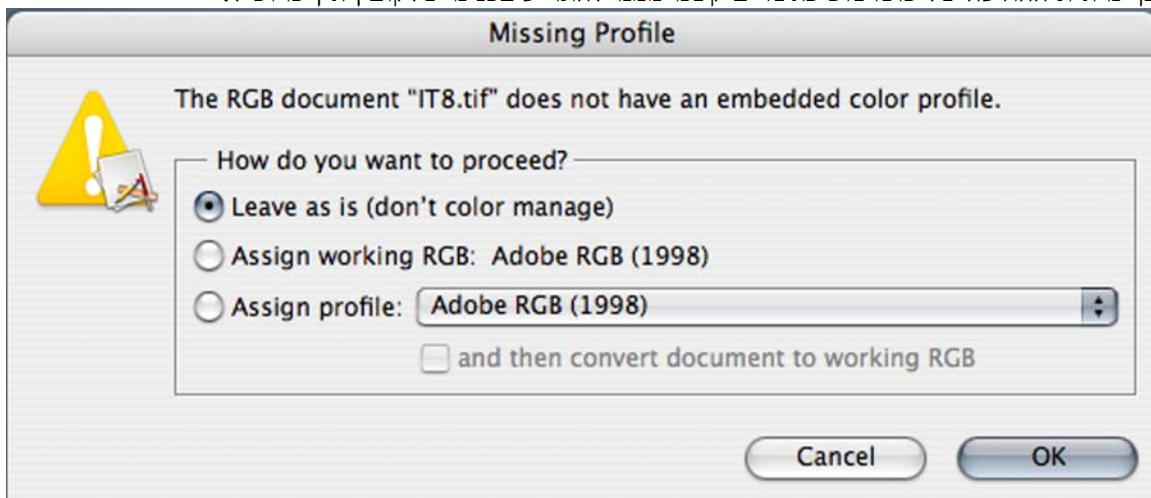 Missing Profile
The RGB document "IT8.tif" does not have an embedded color profile.
How do you want to proceed?
Leave as is (don't color manage)
Assign working RGB: Adobe RGB (1998)
Assign profile: Adobe RGB (1998)
and then convert document to working RGB
Cancel OK